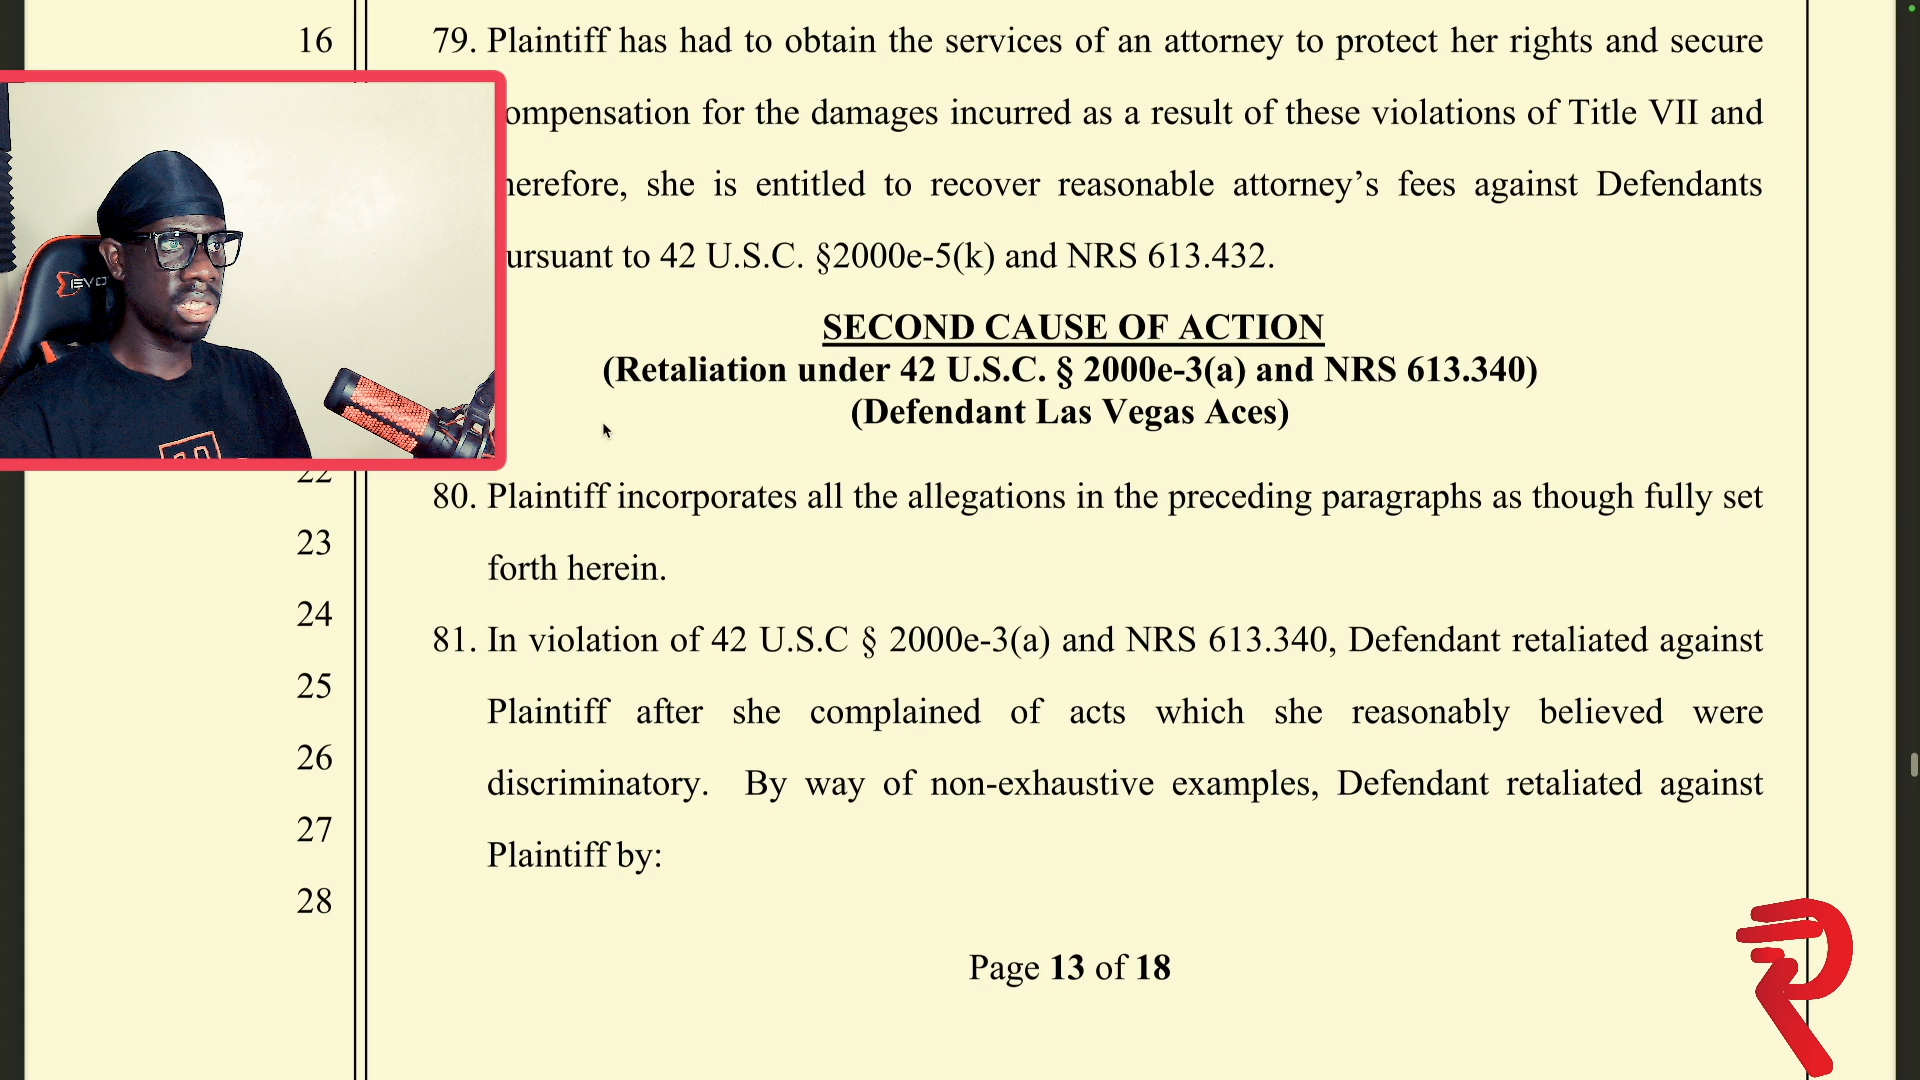 16
79. Plaintiff has had to obtain the services of an attorney to protect her rights and secure
ompensation for the damages incurred as a result of these violations of Title VII and
herefore, she is entitled to recover reasonable attorney’s fees against Defendants
ursuant to 42 U.S.C. §2000e-5(k) and NRS 613.432.
SECOND CAUSE OF ACTION
(Retaliation under 42 U.S.C. § 2000e-3(a) and NRS 613.340)
(Defendant Las Vegas Aces)
22
80. Plaintiff incorporates all the allegations in the preceding paragraphs as though fully set
23
forth herein.
24
81. In violation of 42 U.S.C § 2000e-3(a) and NRS 613.340, Defendant retaliated against
25
Plaintiff after she complained of acts which she reasonably believed were
26
discriminatory. By way of non-exhaustive examples, Defendant retaliated against
27
Plaintiff by:
28
Page 13 of 18